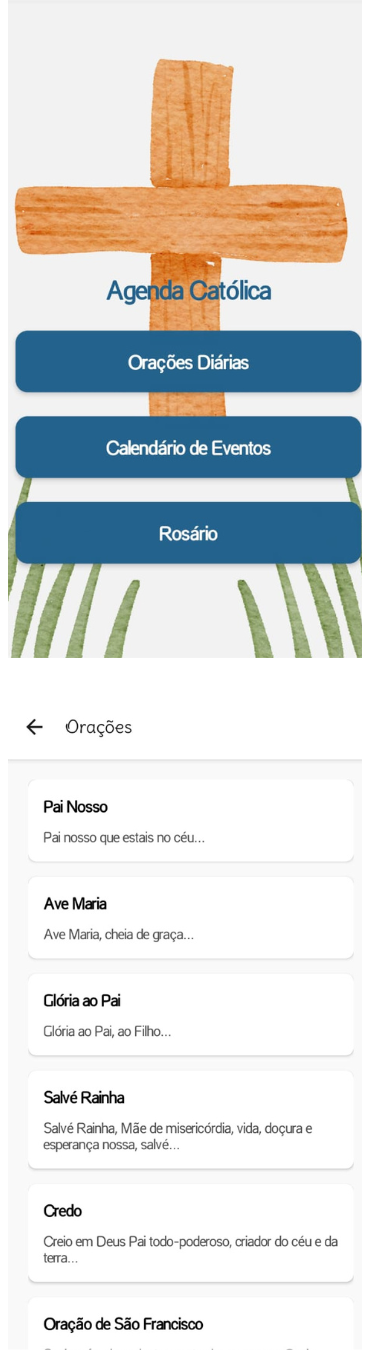 Agenda Católica
Orações Diárias
Calendário de Eventos
Rosário
Orações
Pai Nosso
Pai nosso que estais no céu...
Ave Maria
Ave Maria, cheia de graça...
Glória ao Pai
Glória ao Pai, ao Filho...
Salvé Rainha
Salvé Rainha, Mãe de misericórdia, vida, doçura e
esperança nossa, salvé...
Credo
Creio em Deus Pai todo-poderoso, criador do céu e da
terra...
Oração de São Francisco